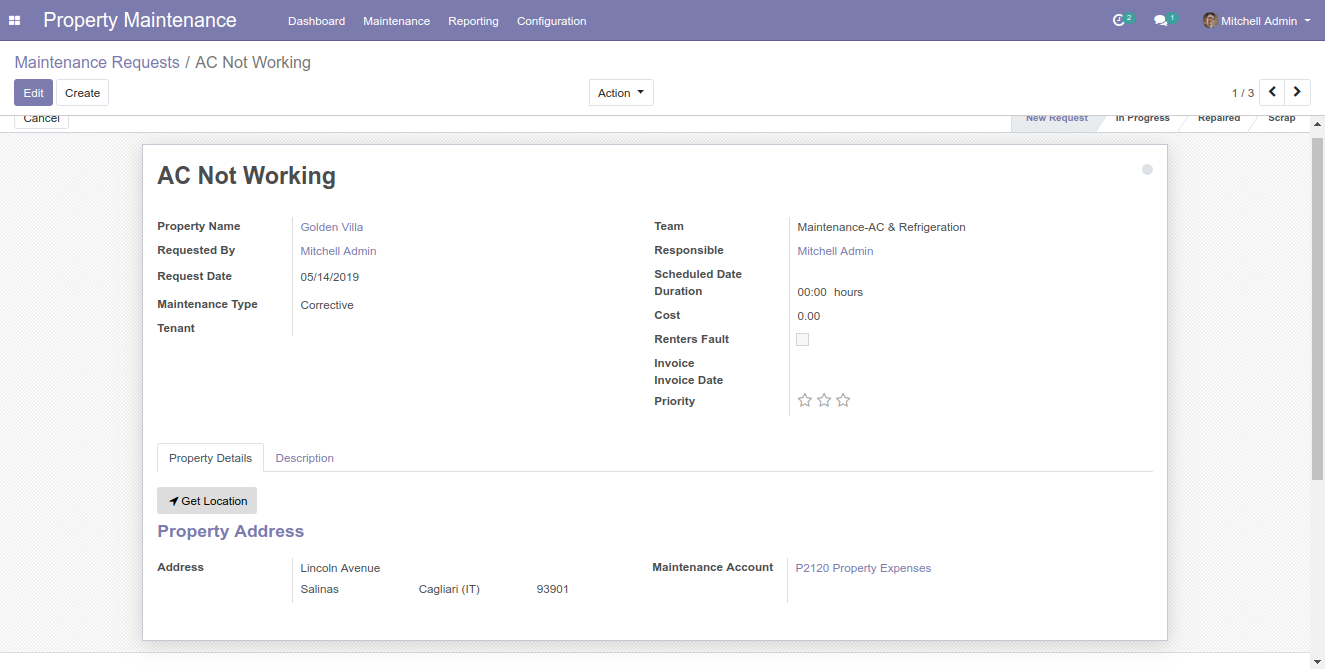 Property Maintenance Dashboard Maintenance Reporting Configuration 2 1 Mitchell Admin
Maintenance Requests / AC Not Working
Edit Create Action 1 / 3
Cancel New Request In Progress Repaired Scrap
AC Not Working
Property Name Golden Villa
Requested By Mitchell Admin
Request Date 05/14/2019
Maintenance Type Corrective
Tenant
Team Maintenance-AC & Refrigeration
Responsible Mitchell Admin
Scheduled Date
Duration 00:00 hours
Cost 0.00
Renters Fault
Invoice
Invoice Date
Priority
Property Details Description
Get Location
Property Address
Address Lincoln Avenue
Salinas Cagliari (IT) 93901
Maintenance Account P2120 Property Expenses